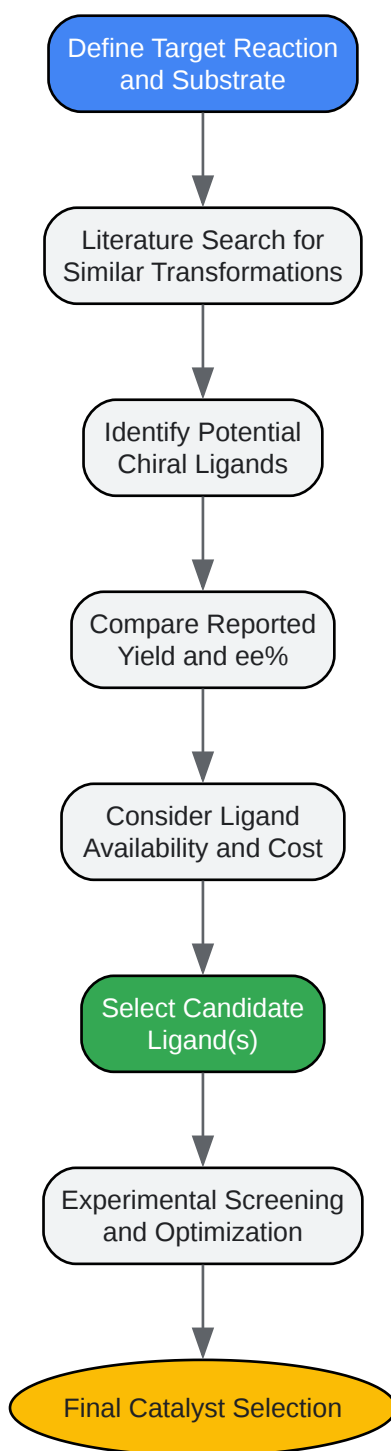 Define Target Reaction
and Substrate
Literature Search for
Similar Transformations
Identify Potential
Chiral Ligands
Compare Reported
Yield and ee%
Consider Ligand
Availability and Cost
Select Candidate
Ligand(s)
Experimental Screening
and Optimization
Final Catalyst Selection